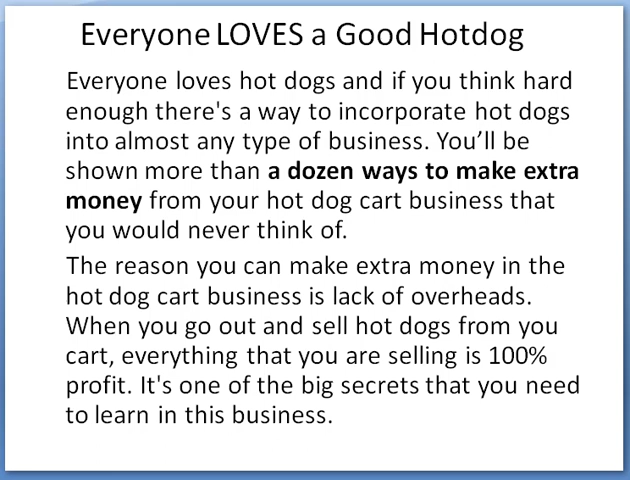 Everyone LOVES a Good Hotdog
Everyone loves hot dogs and if you think hard
enough there's a way to incorporate hot dogs
into almost any type of business. You’ll be
shown more than a dozen ways to make extra
money from your hot dog cart business that
you would never think of.
The reason you can make extra money in the
hot dog cart business is lack of overheads.
When you go out and sell hot dogs from you
cart, everything that you are selling is 100%
profit. It's one of the big secrets that you need
to learn in this business.